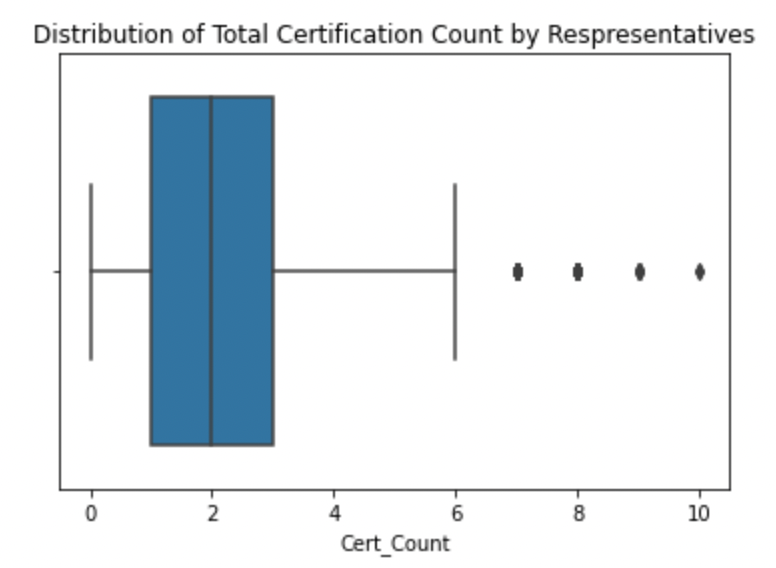 Distribution of Total Certification Count by Respresentatives
0 2 4 6 8 10
Cert_Count